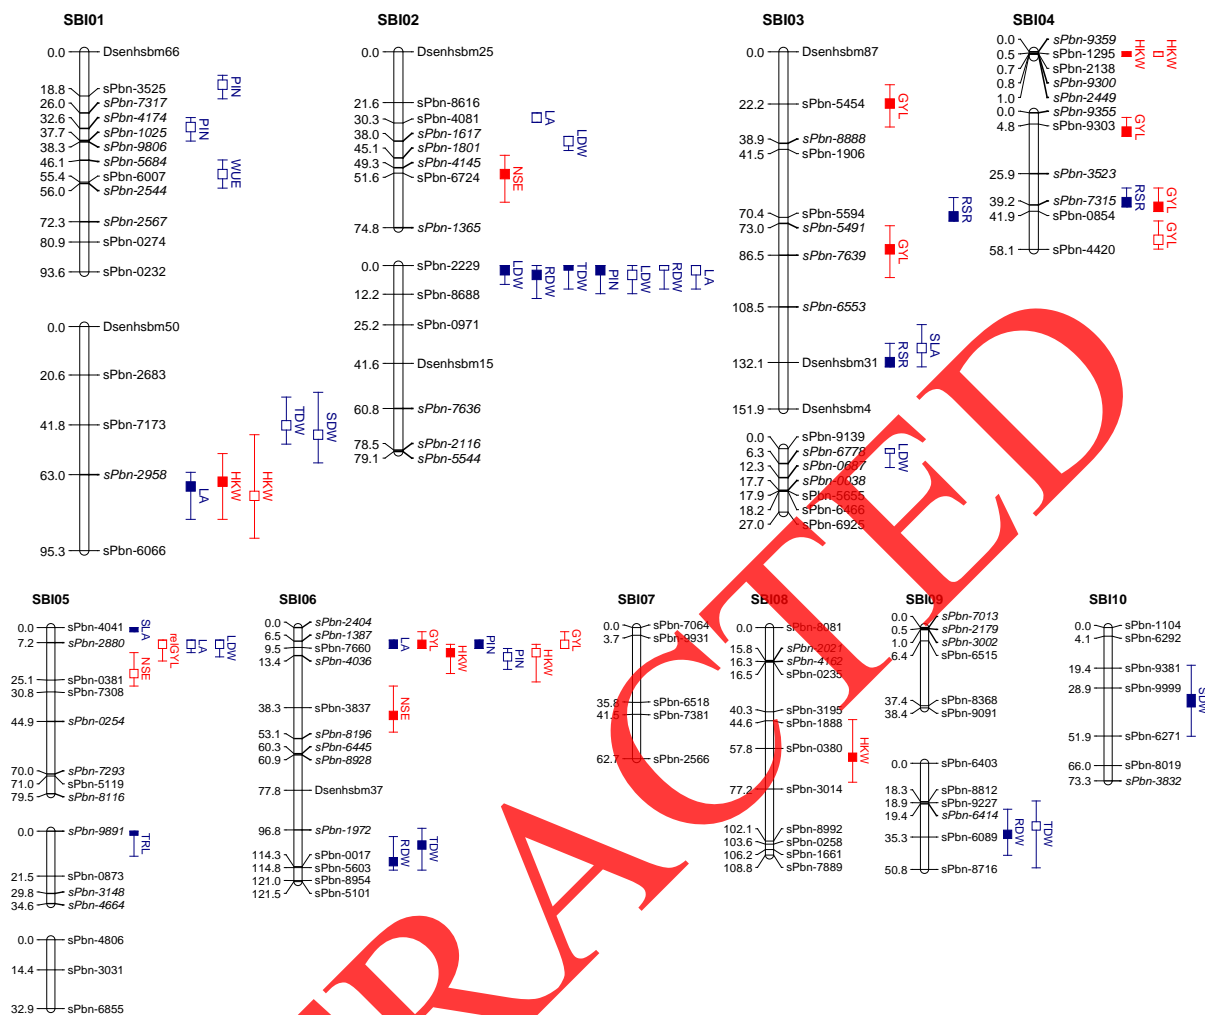 SBI01
0.0 Dsenhsbm66
18.8 sPbn-3525
26.0 sPbn-7317
32.6 sPbn-4174
37.7 sPbn-1025
38.3 sPbn-9806
46.1 sPbn-5684
55.4 sPbn-6007
56.0 sPbn-2544
72.3 sPbn-2567
80.9 sPbn-0274
93.6 sPbn-0232
PIN
PIN
WUE
0.0 Dsenhsbm50
20.6 sPbn-2683
41.8 sPbn-7173
63.0 sPbn-2958
95.3 sPbn-6066
LA
HKW
HKW
TDW
SDW
SBI02
0.0 Dsenhsbm25
21.6 sPbn-8616
30.3 sPbn-4081
38.0 sPbn-1617
45.1 sPbn-1801
49.3 sPbn-4145
51.6 sPbn-6724
74.8 sPbn-1365
NSE
LA
LDW
0.0 sPbn-2229
12.2 sPbn-8688
25.2 sPbn-0971
41.6 Dsenhsbm15
60.8 sPbn-7636
78.5 sPbn-2116
79.1 sPbn-5544
LDW
RDW
TDW
PIN
LDW
RDW
LA
SBI03
0.0 Dsenhsbm87
22.2 sPbn-5454
38.9 sPbn-8888
41.5 sPbn-1906
70.4 sPbn-5594
73.0 sPbn-5491
86.5 sPbn-7639
108.5 sPbn-6553
132.1 Dsenhsbm31
151.9 Dsenhsbm4
GYL
GYL
RSR
SLA
0.0 sPbn-9139
6.3 sPbn-6778
12.3 sPbn-0687
17.7 sPbn-0038
17.9 sPbn-5655
18.2 sPbn-6466
27.0 sPbn-6925
LDW
SBI04
0.0 sPbn-9359
0.5 sPbn-1295
0.7 sPbn-2138
0.8 sPbn-9300
1.0 sPbn-2449
HKW
HKW
0.0 sPbn-9355
4.8 sPbn-9303
25.9 sPbn-3523
39.2 sPbn-7315
41.9 sPbn-0854
58.1 sPbn-4420
RSR
GYL
RSR
GYL
GYL
SBI05
0.0 sPbn-4041
7.2 sPbn-2880
25.1 sPbn-0381
30.8 sPbn-7308
44.9 sPbn-0254
70.0 sPbn-7293
71.0 sPbn-5119
79.5 sPbn-8116
SLA
NSE
relGYL
LA
LDW
0.0 sPbn-9891
21.5 sPbn-0873
29.8 sPbn-3148
34.6 sPbn-4664
TRL
0.0 sPbn-4806
14.4 sPbn-3031
32.9 sPbn-6855
SBI06
0.0 sPbn-2404
6.5 sPbn-1387
9.5 sPbn-7660
13.4 sPbn-4036
38.3 sPbn-3837
53.1 sPbn-8196
60.3 sPbn-6445
60.9 sPbn-8928
77.8 Dsenhsbm37
96.8 sPbn-1972
114.3 sPbn-0017
114.8 sPbn-5603
121.0 sPbn-8954
121.5 sPbn-5101
LA
GYL
HKW
PIN
PIN
HKW
GYL
NSE
RDW
TDW
SBI07
0.0 sPbn-7064
3.7 sPbn-9931
35.8 sPbn-6518
41.5 sPbn-7381
62.7 sPbn-2566
SBI08
0.0 sPbn-8081
15.8 sPbn-2021
16.3 sPbn-4162
16.5 sPbn-0235
40.3 sPbn-3195
44.6 sPbn-1888
57.8 sPbn-0380
77.2 sPbn-3014
102.1 sPbn-8992
103.6 sPbn-0258
106.2 sPbn-1661
108.8 sPbn-7889
HKW
SBI09
0.0 sPbn-7013
0.5 sPbn-2179
1.0 sPbn-3002
6.4 sPbn-6515
37.4 sPbn-8368
38.4 sPbn-9091
0.0 sPbn-6403
18.3 sPbn-8812
18.9 sPbn-9227
19.4 sPbn-6414
35.3 sPbn-6089
50.8 sPbn-8716
RDW
TDW
SBI10
0.0 sPbn-1104
4.1 sPbn-6292
19.4 sPbn-9381
28.9 sPbn-9999
51.9 sPbn-6271
66.0 sPbn-8019
73.3 sPbn-3832
SDW
RACTED